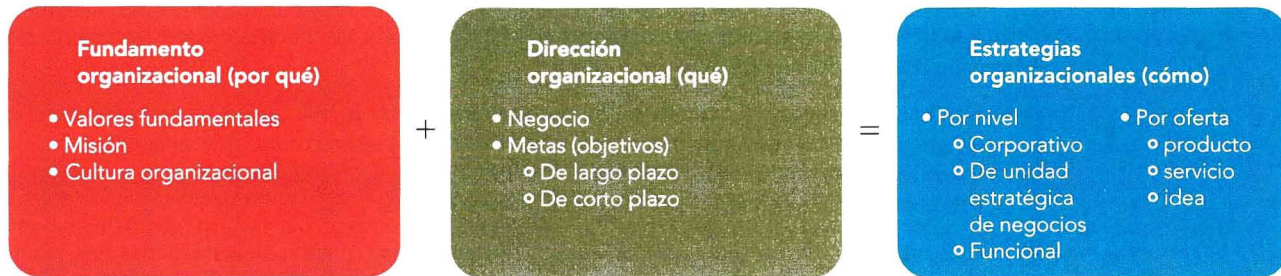 Fundamento
organizacional (por qué)
• Valores fundamentales
• Misión
• Cultura organizacional
+
Dirección
organizacional (qué)
• Negocio
• Metas (objetivos)
o De largo plazo
o De corto plazo
=
Estrategias
organizacionales (cómo)
• Por nivel
o Corporativo
o De unidad
estratégica
de negocios
o Funcional
• Por oferta
o producto
o servicio
o idea